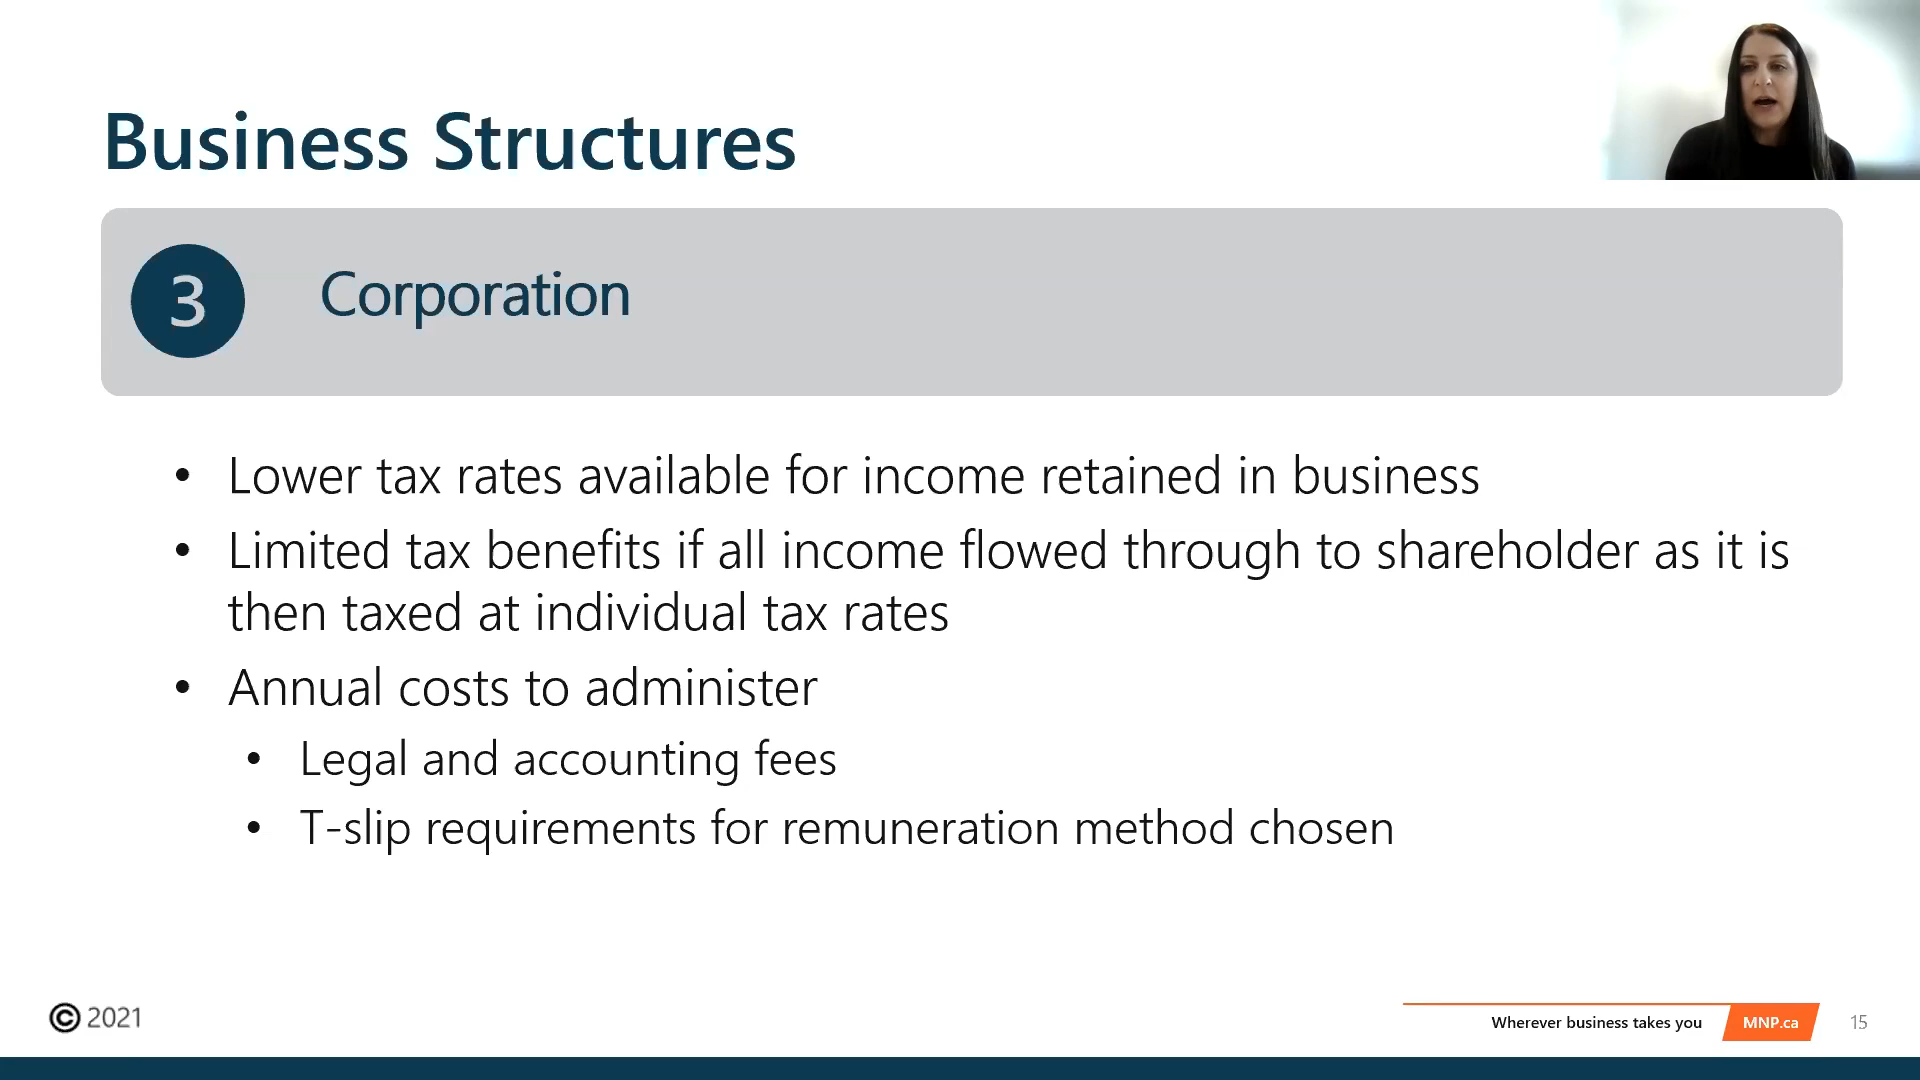 Business Structures
3 Corporation
• Lower tax rates available for income retained in business
• Limited tax benefits if all income flowed through to shareholder as it is
then taxed at individual tax rates
• Annual costs to administer
• Legal and accounting fees
• T-slip requirements for remuneration method chosen
© 2021
Wherever business takes you
MNP.ca
15